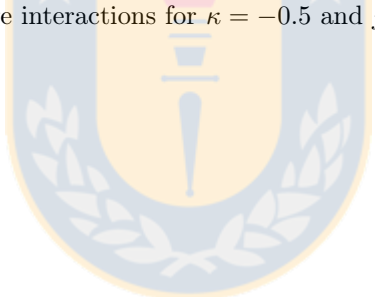 e interactions for κ = −0.5 and